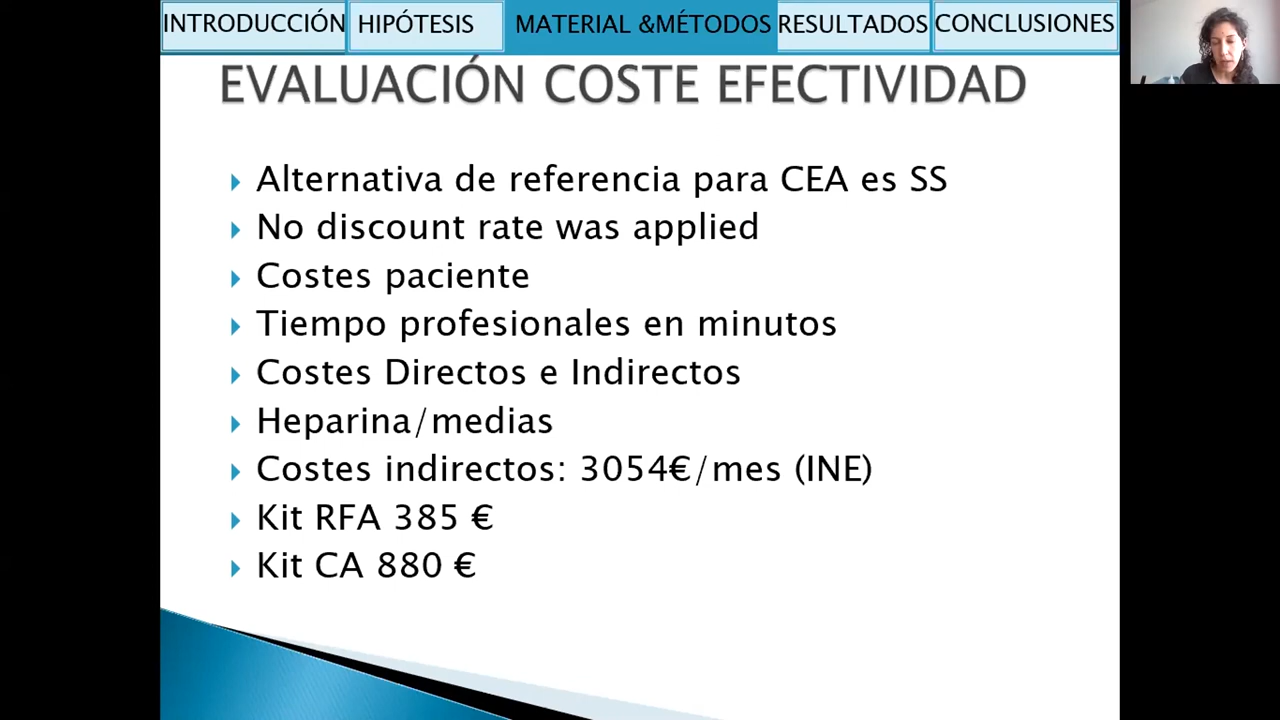 INTRODUCCIÓN HIPÓTESIS MATERIAL &MÉTODOS RESULTADOS CONCLUSIONES
EVALUACIÓN COSTE EFECTIVIDAD
Alternativa de referencia para CEA es SS
No discount rate was applied
Costes paciente
Tiempo profesionales en minutos
Costes Directos e Indirectos
Heparina/medias
Costes indirectos: 3054€/mes (INE)
Kit RFA 385 €
Kit CA 880 €